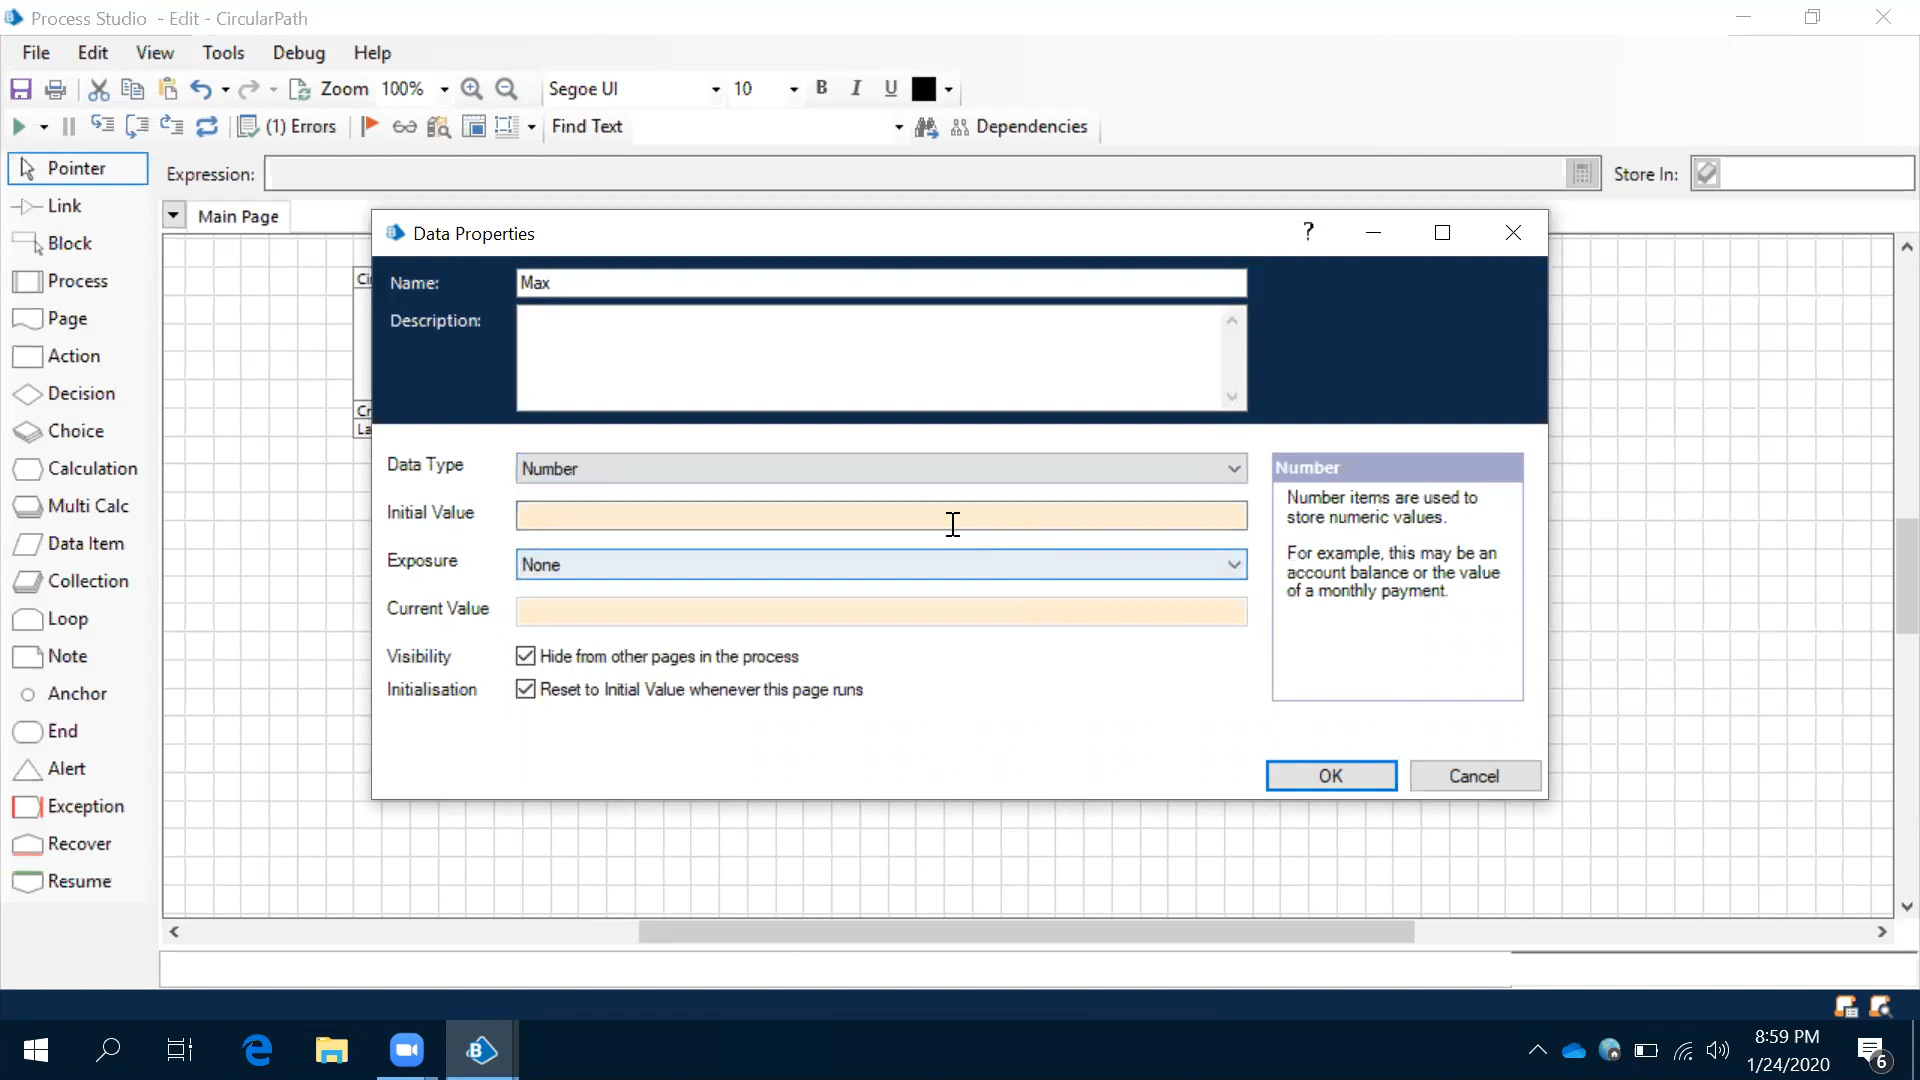 Process Studio - Edit - CircularPath
File Edit View Tools Debug Help
Zoom 100% Segoe UI 10 B I U
(1) Errors Find Text Dependencies
Pointer Expression: Store In:
Link Main Page
Block
Process
Page
Action
Decision
Choice
Calculation
Multi Calc
Data Item
Collection
Loop
Note
Anchor
End
Alert
Exception
Recover
Resume
Ci
Cr
La
Data Properties ?
Name: Max
Description:
Data Type Number
Initial Value
Exposure None
Current Value
Visibility Hide from other pages in the process
Initialisation Reset to Initial Value whenever this page runs
Number
Number items are used to
store numeric values.
For example, this may be an
account balance or the value
of a monthly payment.
OK Cancel
8:59 PM
1/24/2020
6